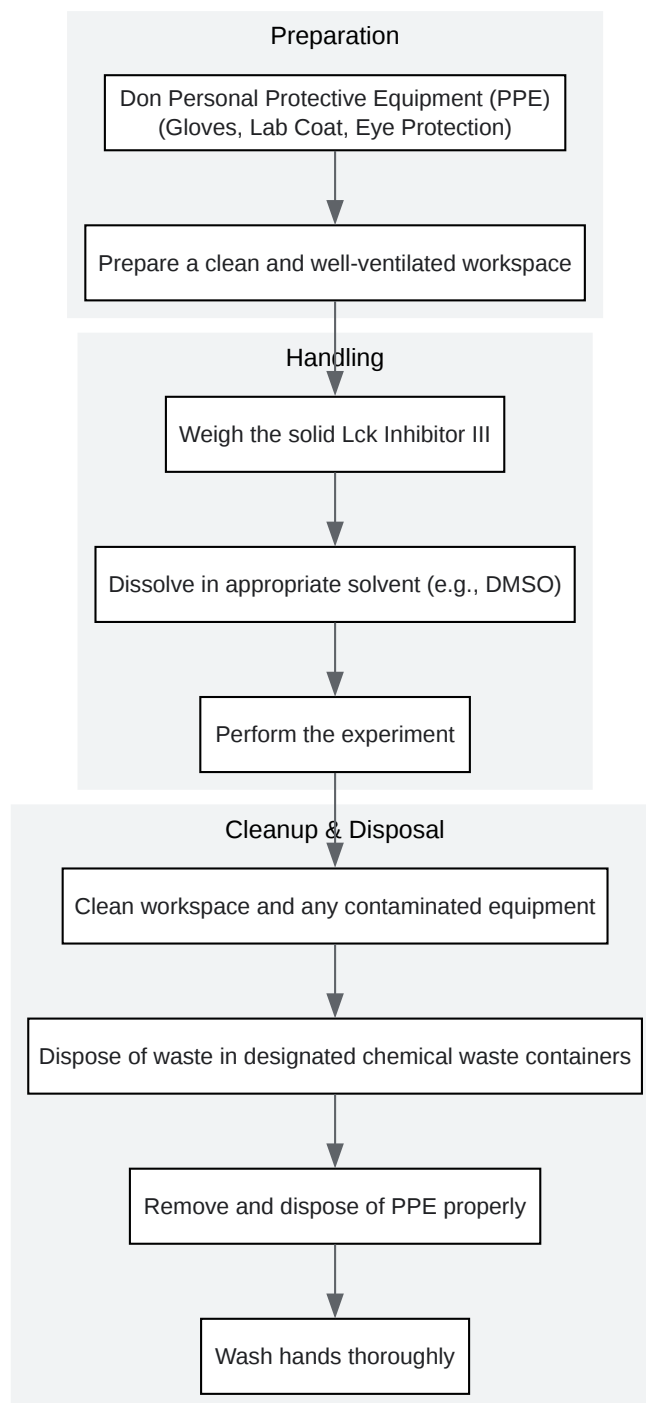 Preparation
Don Personal Protective Equipment (PPE)
(Gloves, Lab Coat, Eye Protection)
Prepare a clean and well-ventilated workspace
Handling
Weigh the solid Lck Inhibitor III
Dissolve in appropriate solvent (e.g., DMSO)
Perform the experiment
Cleanup & Disposal
Clean workspace and any contaminated equipment
Dispose of waste in designated chemical waste containers
Remove and dispose of PPE properly
Wash hands thoroughly